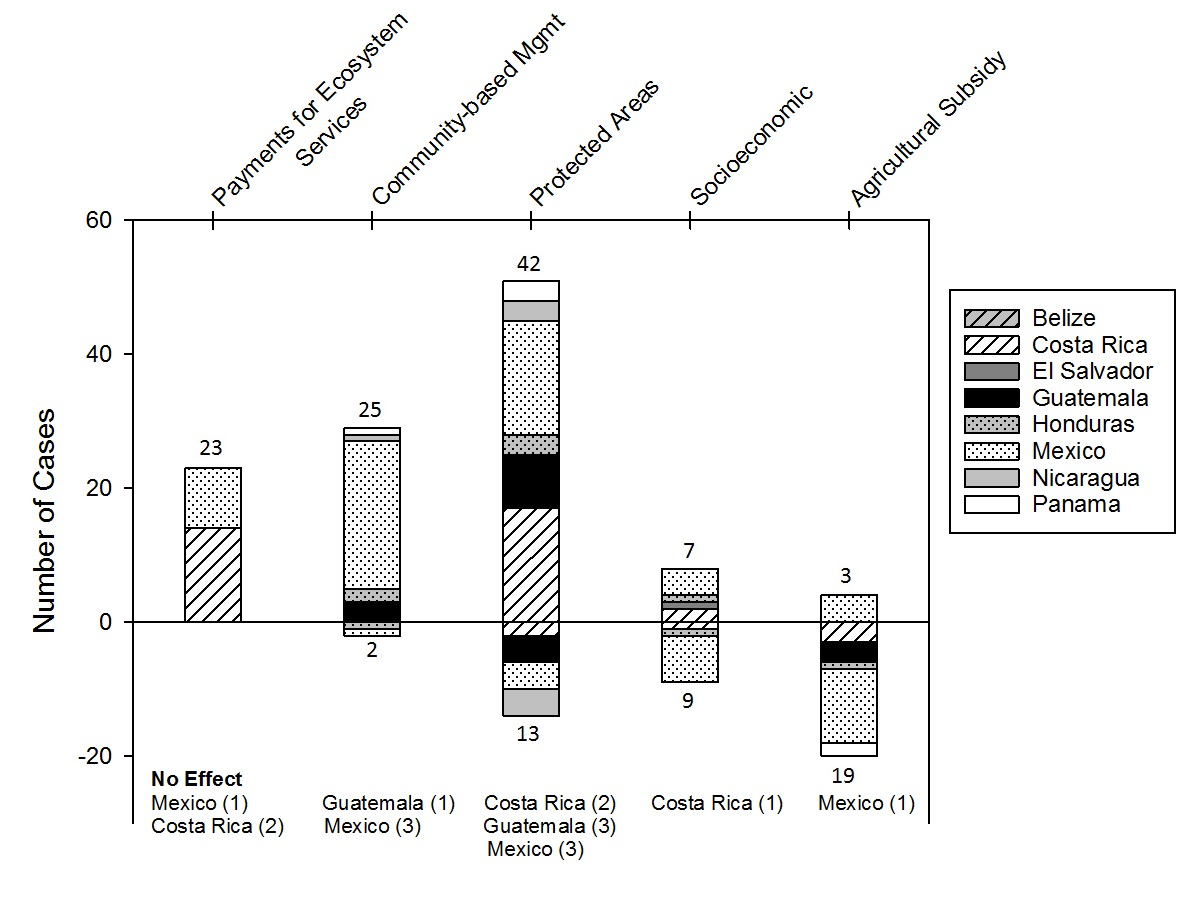 Payments for Ecosystem
Services
Community-based Mgmt
Protected Areas
Socioeconomic
Agricultural Subsidy
60
40
20
0
-20
Number of Cases
23
25
2
42
13
7
9
3
19
Belize
Costa Rica
El Salvador
Guatemala
Honduras
Mexico
Nicaragua
Panama
No Effect
Mexico (1)
Costa Rica (2)
Guatemala (1)
Mexico (3)
Costa Rica (2)
Guatemala (3)
Mexico (3)
Costa Rica (1)
Mexico (1)